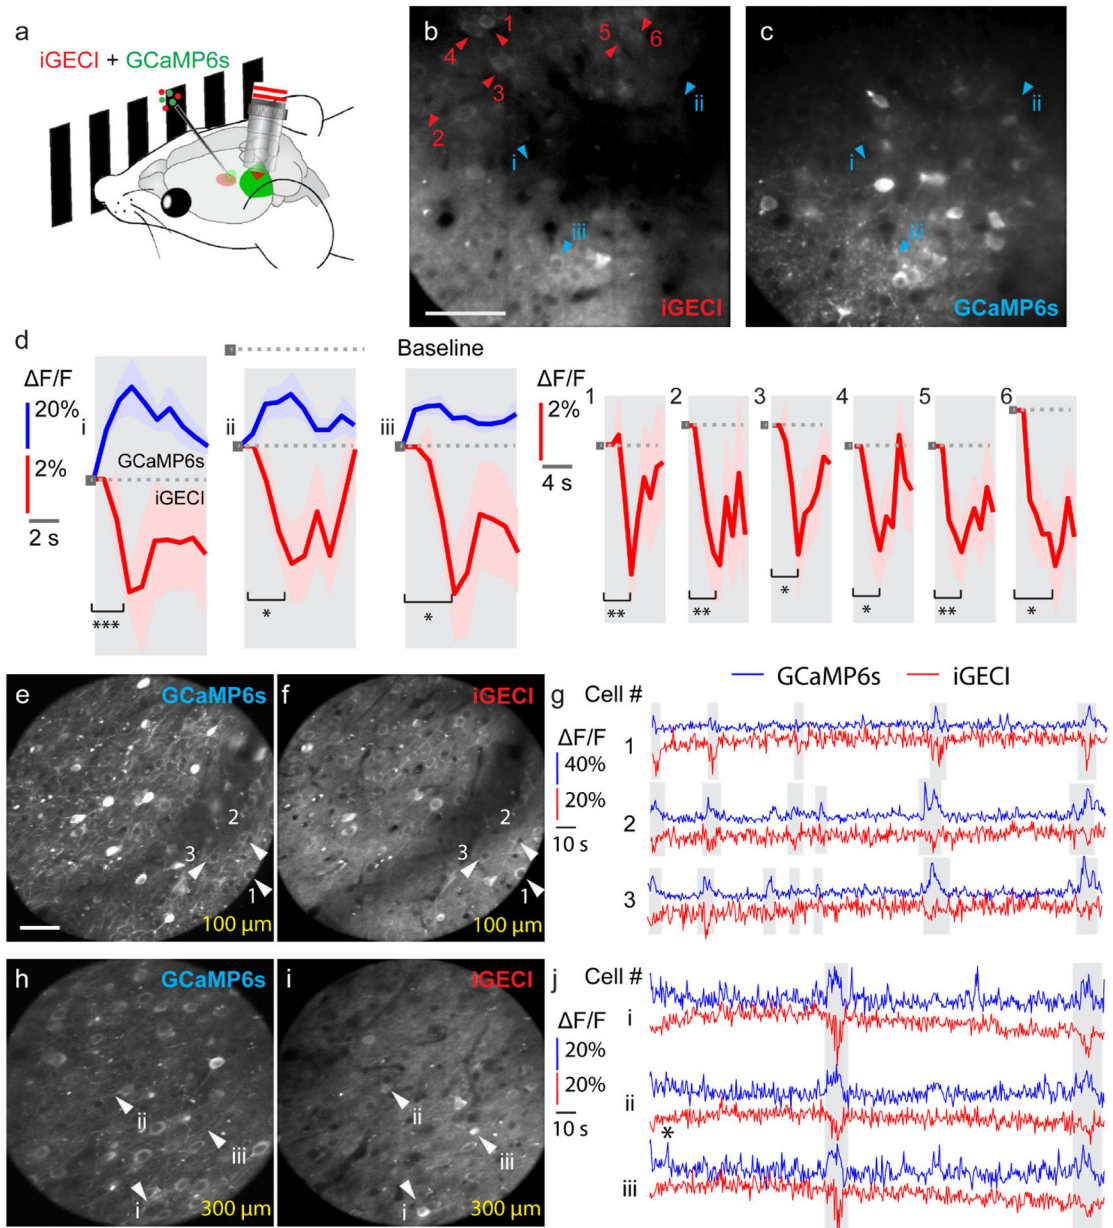 a
iGECI + GCaMP6s
b
1
4
3
2
5
6
i
ii
iii
iGECI
c
i
ii
iii
GCaMP6s
d
Baseline
ΔF/F
20%
2%
2 s
i
GCaMP6s
iGECI
***
ii
*
iii
*
ΔF/F
2%
4 s
1
**
2
**
3
*
4
*
5
**
6
*
e
GCaMP6s
2
3
1
100 µm
f
iGECI
2
3
1
100 µm
g
GCaMP6s
iGECI
Cell #
ΔF/F
40%
20%
10 s
1
2
3
h
GCaMP6s
ii
iii
i
300 µm
i
iGECI
ii
iii
i
300 µm
j
Cell #
ΔF/F
20%
20%
10 s
i
ii
*
iii